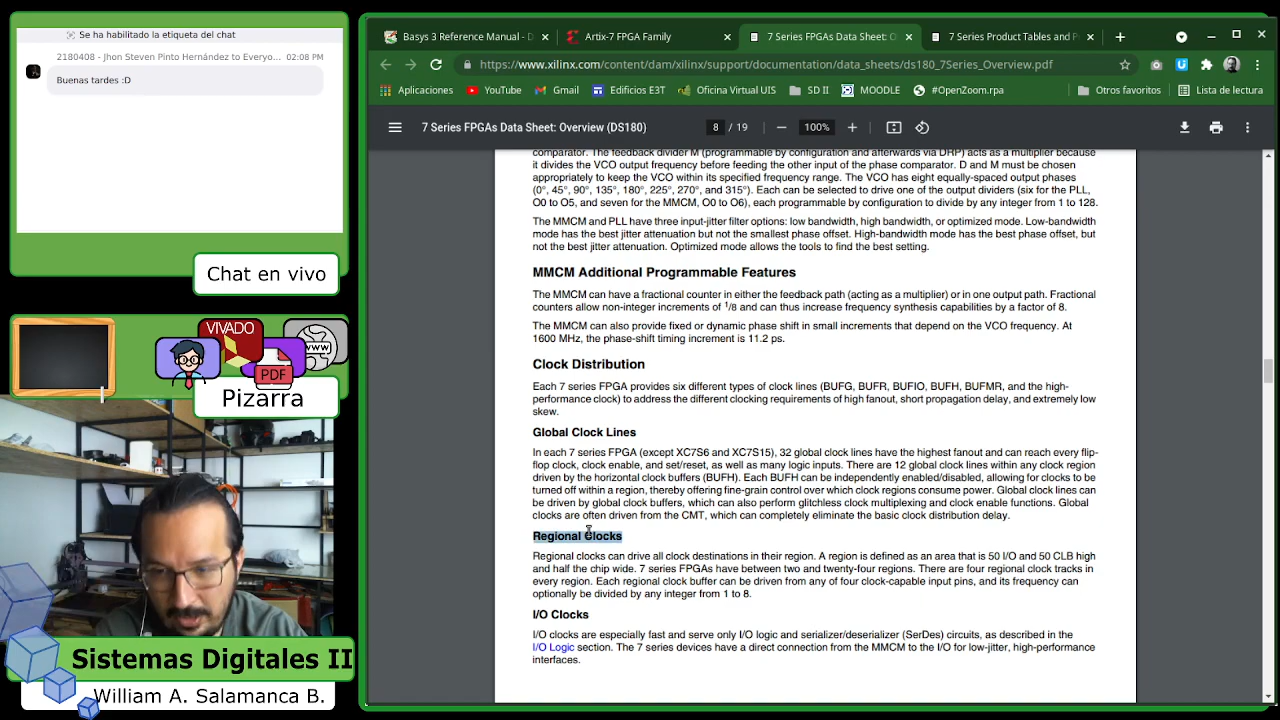 Se ha habilitado la etiqueta del chat
2180408 - Jhon Steven Pinto Hernández to Everyo... 02:08 PM
Buenas tardes :D
Chat en vivo
VIVADO
WWW
PDF
Pizarra
Sistemas Digitales II
William A. Salamanca B.
Basys 3 Reference Manual - D
Artix-7 FPGA Family
7 Series FPGAs Data Sheet: O
7 Series Product Tables and P
https://www.xilinx.com/content/dam/xilinx/support/documentation/data_sheets/ds180_7Series_Overview.pdf
Aplicaciones YouTube Gmail Edificios E3T Oficina Virtual UIS SD II MOODLE #OpenZoom.rpa Otros favoritos Lista de lectura
7 Series FPGAs Data Sheet: Overview (DS180) 8 / 19 100%
comparator. The feedback divider M (programmable by configuration and afterwards via DRP) acts as a multiplier because
it divides the VCO output frequency before feeding the other input of the phase comparator. D and M must be chosen
appropriately to keep the VCO within its specified frequency range. The VCO has eight equally-spaced output phases
(0°, 45°, 90°, 135°, 180°, 225°, 270°, and 315°). Each can be selected to drive one of the output dividers (six for the PLL,
O0 to O5, and seven for the MMCM, O0 to O6), each programmable by configuration to divide by any integer from 1 to 128.
The MMCM and PLL have three input-jitter filter options: low bandwidth, high bandwidth, or optimized mode. Low-bandwidth
mode has the best jitter attenuation but not the smallest phase offset. High-bandwidth mode has the best phase offset, but
not the best jitter attenuation. Optimized mode allows the tools to find the best setting.
MMCM Additional Programmable Features
The MMCM can have a fractional counter in either the feedback path (acting as a multiplier) or in one output path. Fractional
counters allow non-integer increments of 1/8 and can thus increase frequency synthesis capabilities by a factor of 8.
The MMCM can also provide fixed or dynamic phase shift in small increments that depend on the VCO frequency. At
1600 MHz, the phase-shift timing increment is 11.2 ps.
Clock Distribution
Each 7 series FPGA provides six different types of clock lines (BUFG, BUFR, BUFIO, BUFH, BUFMR, and the high-
performance clock) to address the different clocking requirements of high fanout, short propagation delay, and extremely low
skew.
Global Clock Lines
In each 7 series FPGA (except XC7S6 and XC7S15), 32 global clock lines have the highest fanout and can reach every flip-
flop clock, clock enable, and set/reset, as well as many logic inputs. There are 12 global clock lines within any clock region
driven by the horizontal clock buffers (BUFH). Each BUFH can be independently enabled/disabled, allowing for clocks to be
turned off within a region, thereby offering fine-grain control over which clock regions consume power. Global clock lines can
be driven by global clock buffers, which can also perform glitchless clock multiplexing and clock enable functions. Global
clocks are often driven from the CMT, which can completely eliminate the basic clock distribution delay.
Regional Clocks
Regional clocks can drive all clock destinations in their region. A region is defined as an area that is 50 I/O and 50 CLB high
and half the chip wide. 7 series FPGAs have between two and twenty-four regions. There are four regional clock tracks in
every region. Each regional clock buffer can be driven from any of four clock-capable input pins, and its frequency can
optionally be divided by any integer from 1 to 8.
I/O Clocks
I/O clocks are especially fast and serve only I/O logic and serializer/deserializer (SerDes) circuits, as described in the
I/O Logic section. The 7 series devices have a direct connection from the MMCM to the I/O for low-jitter, high-performance
interfaces.